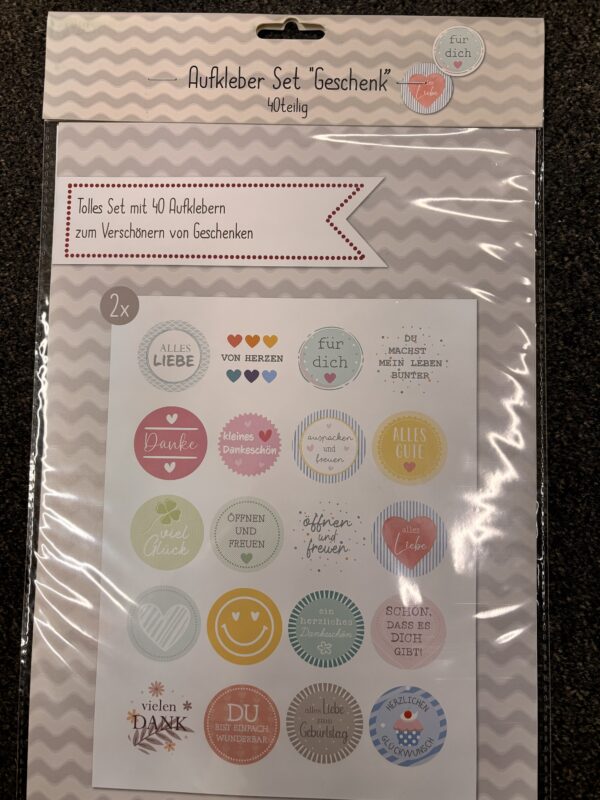 für
dich
Aufkleber Set "Geschenk"
40teilig
Liebe
Tolles Set mit 40 Aufklebern
zum Verschönern von Geschenken
2x
ALLES
LIEBE
VON HERZEN
für
dich
DU
MACHST
MEIN LEBEN
BUNTER
Danke
kleines
Dankeschön
auspacken
und
freuen
ALLES
GUTE
viel
Glück
ÖFFNEN
UND
FREUEN
öffnen
und
freuen
alles
Liebe
ein
herzliches
Dankeschön
SCHÖN,
DASS ES
DICH
GIBT!
vielen
DANK
DU
BIST EINFACH
WUNDERBAR
alles Liebe
zum
Geburtstag
HERZLICHEN
GLÜCKWUNSCH